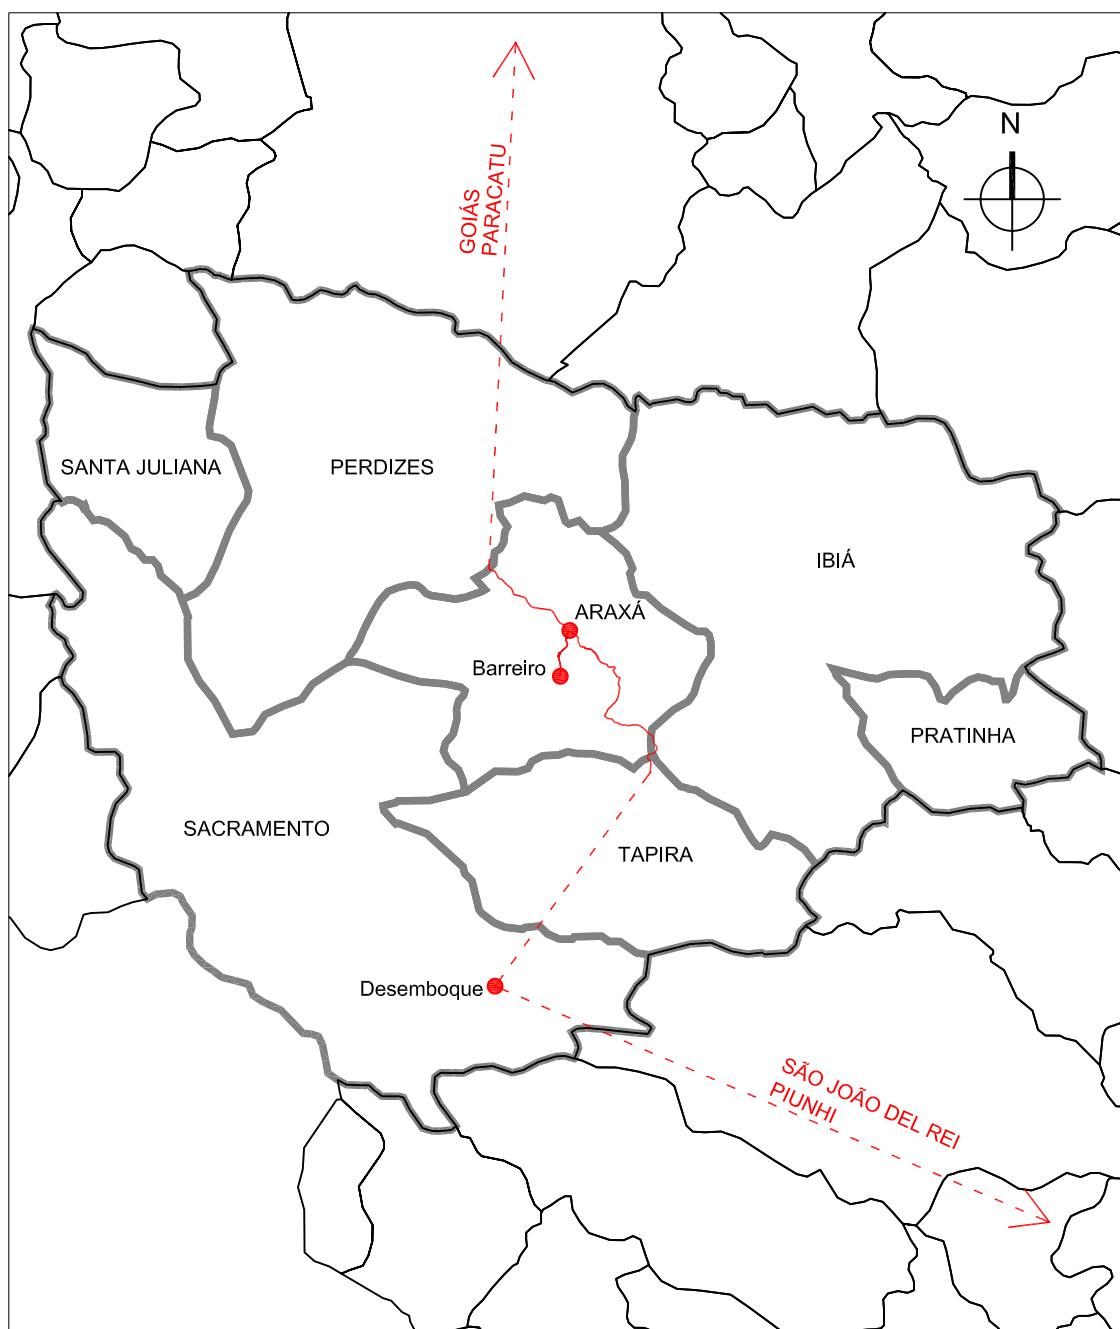 N
GOIÁS
PARACATU
SANTA JULIANA
PERDIZES
IBIÁ
ARAXÁ
Barreiro
PRATINHA
SACRAMENTO
TAPIRA
Desemboque
SÃO JOÃO DEL REI
PIUNHI